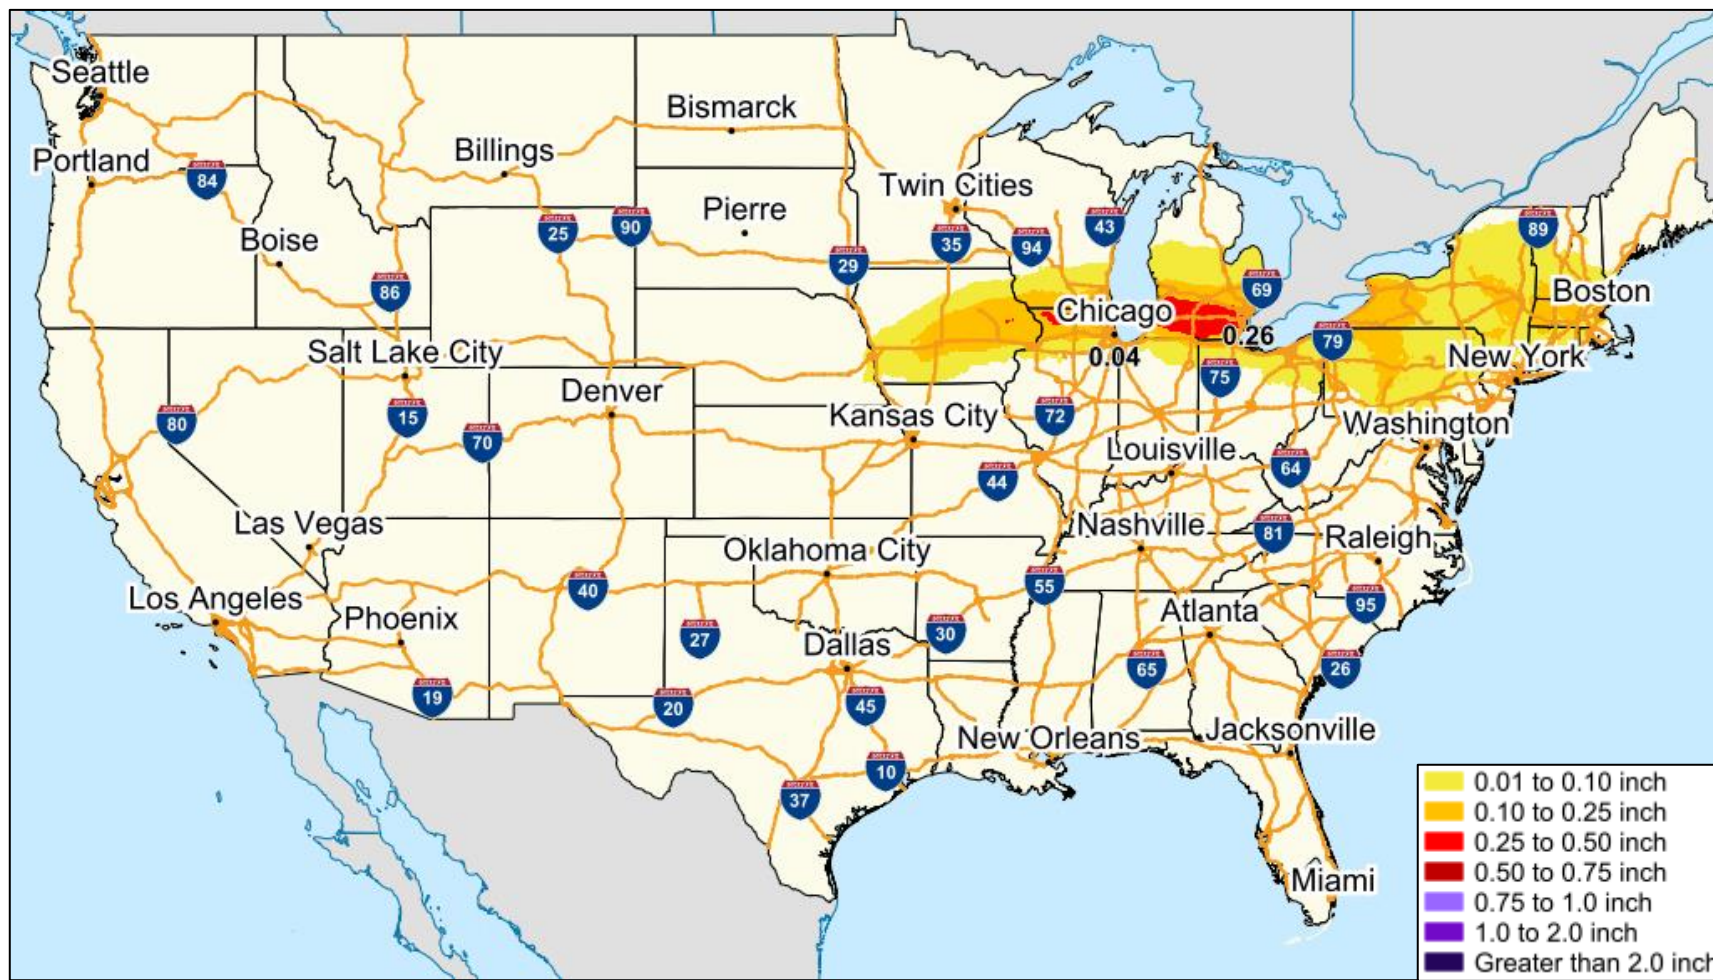 Seattle
Bismarck
Billings
Portland
84
Twin Cities
Pierre
Boise
25
90
35
94
43
89
29
86
69
Boston
Chicago
0.26
79
Salt Lake City
0.04
New York
Denver
75
80
15
70
Kansas City
72
Washington
Louisville
64
44
Las Vegas
Nashville
81
Raleigh
Oklahoma City
Los Angeles
40
55
95
Phoenix
Atlanta
27
30
Dallas
65
26
19
20
45
New Orleans
Jacksonville
10
37
Miami
0.01 to 0.10 inch
0.10 to 0.25 inch
0.25 to 0.50 inch
0.50 to 0.75 inch
0.75 to 1.0 inch
1.0 to 2.0 inch
Greater than 2.0 inch